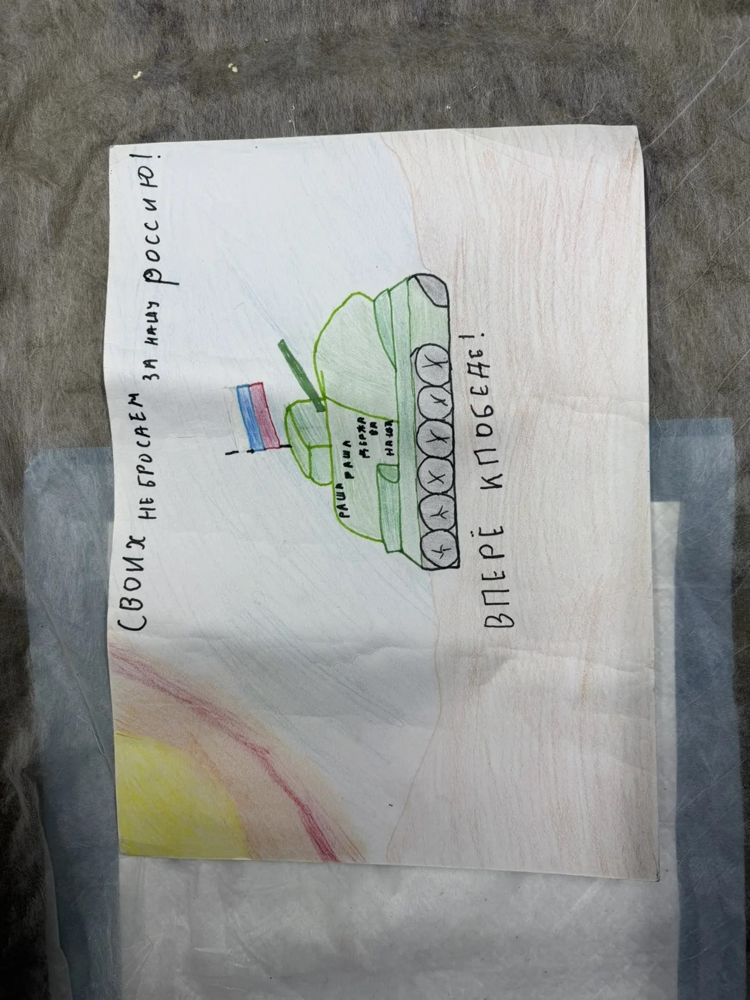 СВОИХ НЕ БРОСАЕМ ЗА НАШУ РОССИЮ!
РАША РАША
ДЕРЖА
ВА
НАША
ВПЕРЁ К ПОБЕДЕ!